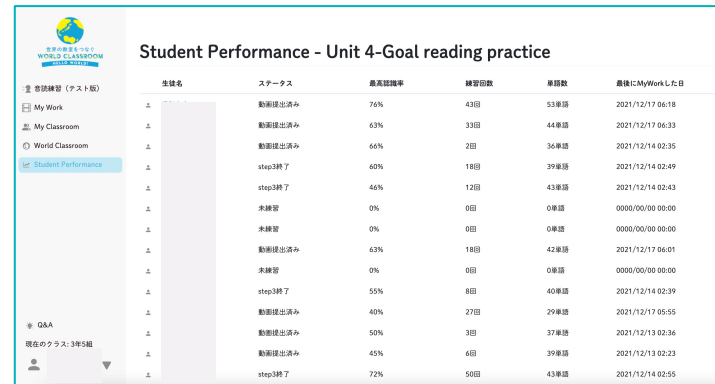 世界の教室をつなぐ
WORLD CLASSROOM
HELLO WORLD!
音読練習（テスト版）
My Work
My Classroom
World Classroom
Student Performance
Q&A
現在のクラス: 3年5組
Student Performance - Unit 4-Goal reading practice
生徒名 ステータス 最高認識率 練習回数 単語数 最後にMyWorkした日
動画提出済み 76% 43回 53単語 2021/12/17 06:18
動画提出済み 63% 33回 44単語 2021/12/17 06:33
動画提出済み 66% 2回 36単語 2021/12/14 02:35
step3終了 60% 18回 39単語 2021/12/14 02:49
step3終了 46% 12回 43単語 2021/12/14 02:43
未練習 0% 0回 0単語 0000/00/00 00:00
未練習 0% 0回 0単語 0000/00/00 00:00
動画提出済み 63% 18回 42単語 2021/12/17 06:01
未練習 0% 0回 0単語 0000/00/00 00:00
step3終了 55% 8回 40単語 2021/12/14 02:39
動画提出済み 40% 27回 29単語 2021/12/17 05:55
動画提出済み 50% 3回 37単語 2021/12/13 02:36
動画提出済み 45% 6回 39単語 2021/12/13 02:23
step3終了 72% 50回 43単語 2021/12/14 02:55